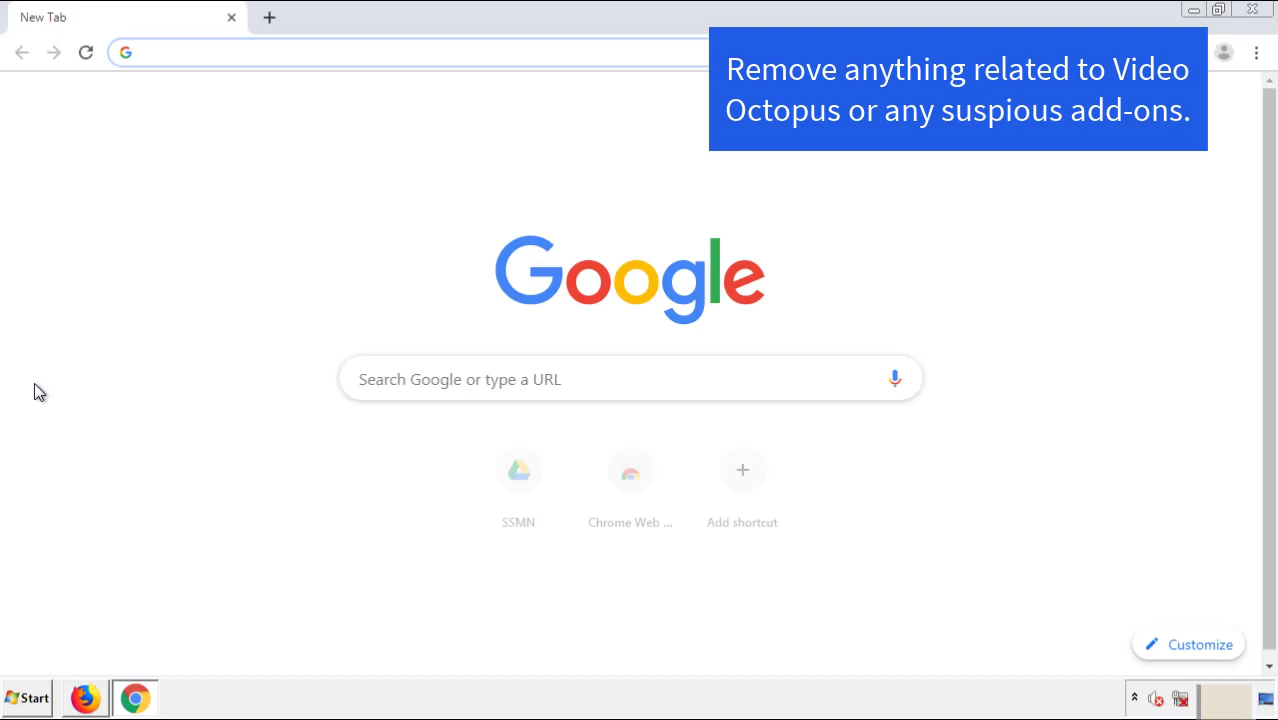 New Tab
Remove anything related to Video
Octopus or any suspious add-ons.
Google
Search Google or type a URL
SSMN
Chrome Web ...
Add shortcut
Customize
Start